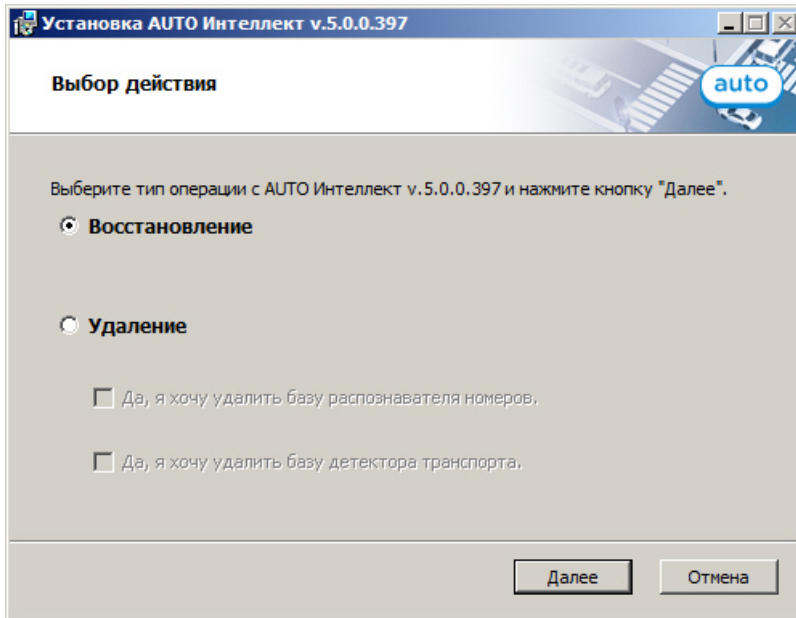 Установка AUTO Интеллект v.5.0.0.397
Выбор действия
auto
Выберите тип операции с AUTO Интеллект v.5.0.0.397 и нажмите кнопку "Далее".
Восстановление
Удаление
Да, я хочу удалить базу распознавателя номеров.
Да, я хочу удалить базу детектора транспорта.
Далее
Отмена